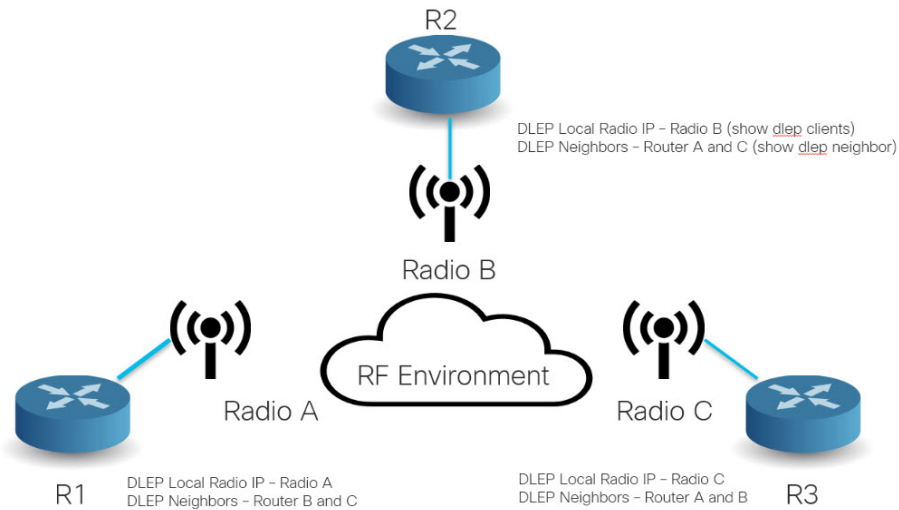 R2
DLEP Local Radio IP – Radio B (show dlep clients)
DLEP Neighbors – Router A and C (show dlep neighbor)
Radio B
RF Environment
Radio A
Radio C
R1
DLEP Local Radio IP – Radio A
DLEP Neighbors – Router B and C
DLEP Local Radio IP – Radio C
DLEP Neighbors – Router A and B
R3